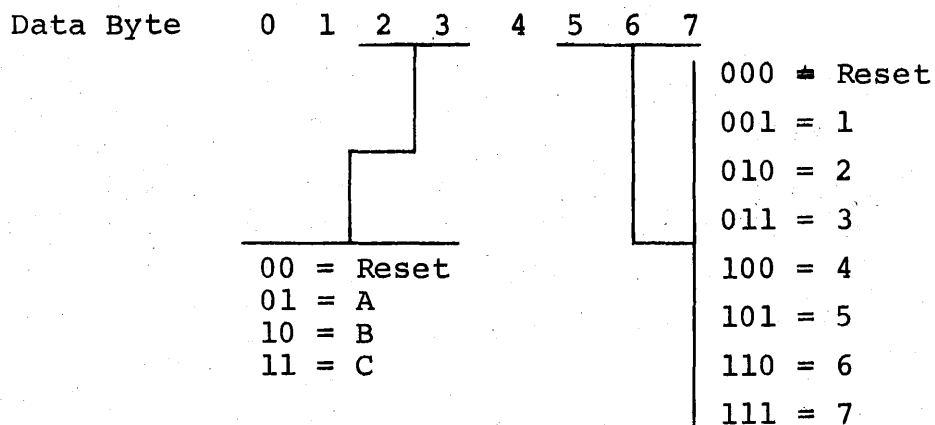 Data Byte 0 1 2 3 4 5 6 7
000 = Reset
001 = 1
010 = 2
011 = 3
00 = Reset
01 = A
10 = B
11 = C
100 = 4
101 = 5
110 = 6
111 = 7